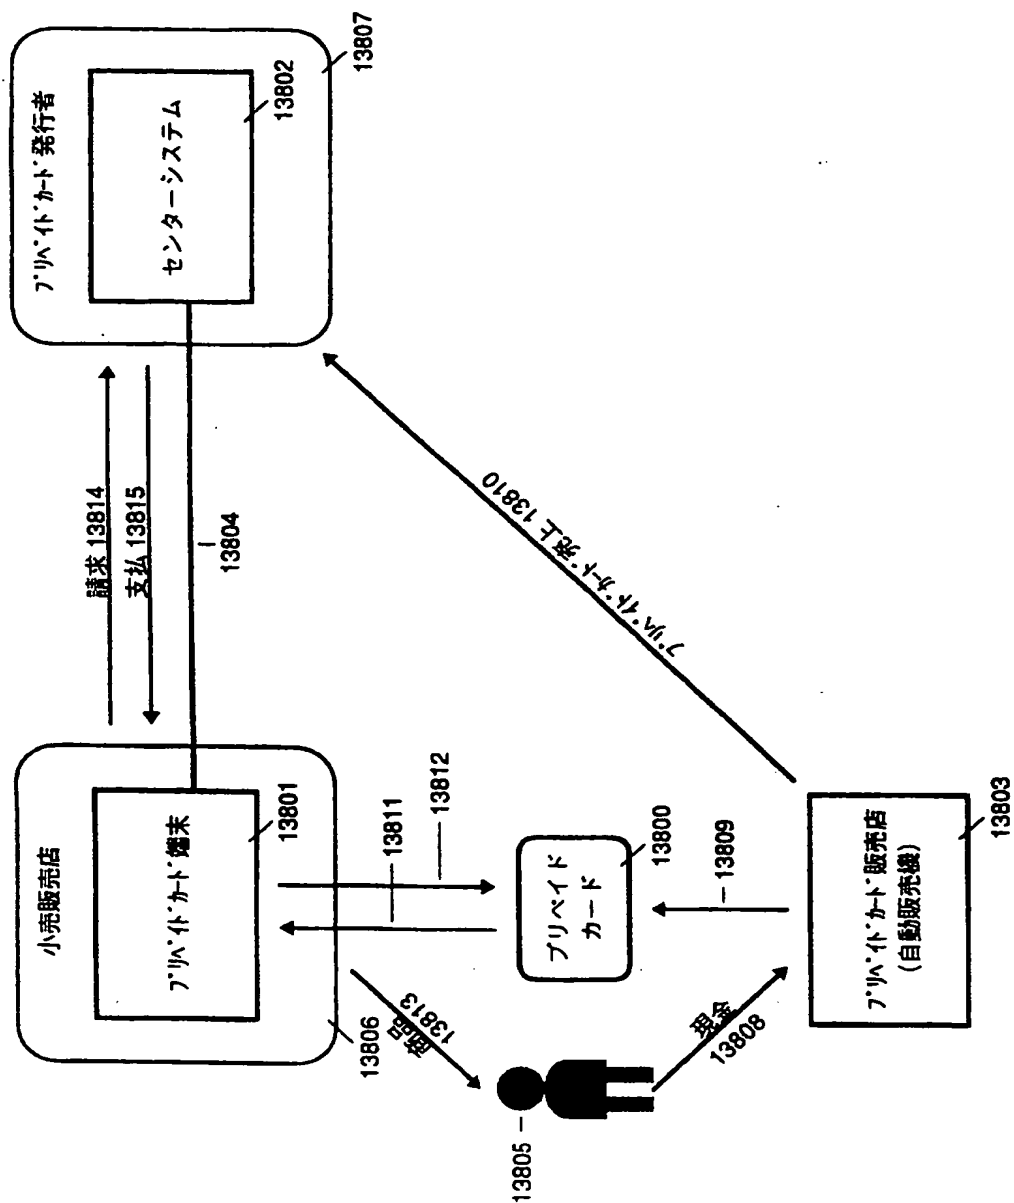 小売販売店
ﾌﾟﾘﾍﾟｲﾄﾞｶｰﾄﾞ端末
13801
13806
請求 13814
支払 13815
13804
ﾌﾟﾘﾍﾟｲﾄﾞｶｰﾄﾞ発行者
センターシステム
13802
13807
13811
13812
商品
13813
13805
プリペイド
カード
13800
現金
13808
13809
ﾌﾟﾘﾍﾟｲﾄﾞｶｰﾄﾞ売上 13810
ﾌﾟﾘﾍﾟｲﾄﾞｶｰﾄﾞ販売店
(自動販売機)
13803